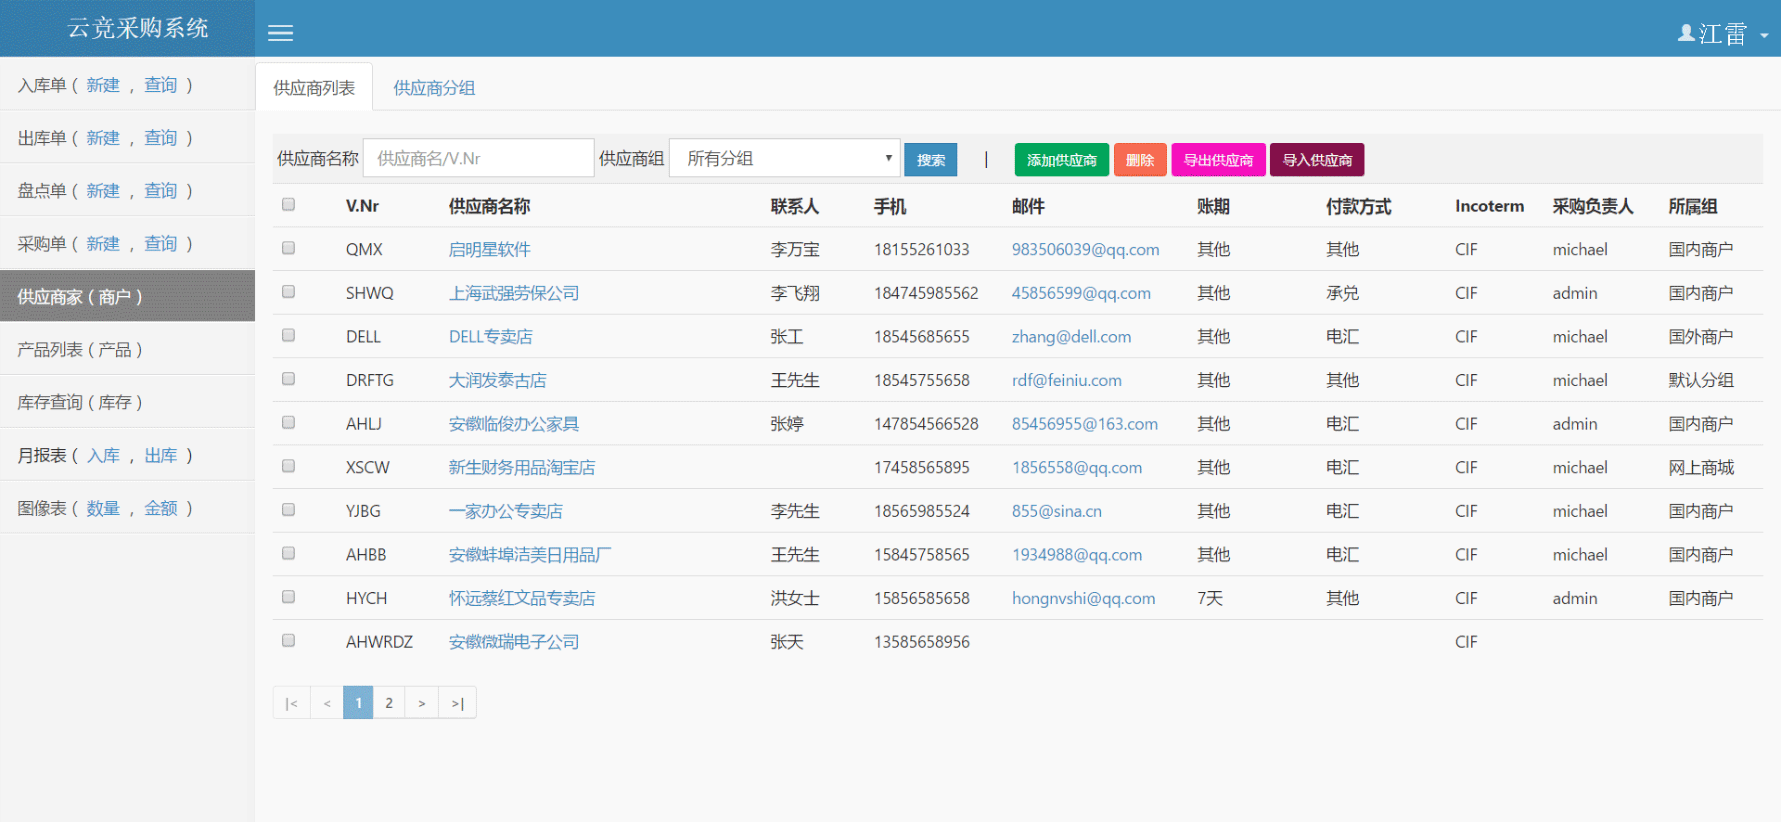 云竞采购系统
江雷
入库单 ( 新建 , 查询 )
出库单 ( 新建 , 查询 )
盘点单 ( 新建 , 查询 )
采购单 ( 新建 , 查询 )
供应商家 ( 商户 )
产品列表 ( 产品 )
库存查询 ( 库存 )
月报表 ( 入库 , 出库 )
图像表 ( 数量 , 金额 )
供应商列表 供应商分组
供应商名称 供应商名/V.Nr 供应商组 所有分组 搜索 | 添加供应商 删除 导出供应商 导入供应商
V.Nr 供应商名称 联系人 手机 邮件 账期 付款方式 Incoterm 采购负责人 所属组
QMX 启明星软件 李万宝 18155261033 983506039@qq.com 其他 其他 CIF michael 国内商户
SHWQ 上海武强劳保公司 李飞翔 184745985562 45856599@qq.com 其他 承兑 CIF admin 国内商户
DELL DELL专卖店 张工 18545685655 zhang@dell.com 其他 电汇 CIF michael 国外商户
DRFTG 大润发泰古店 王先生 18545755658 rdf@feiniu.com 其他 其他 CIF michael 默认分组
AHLJ 安徽临俊办公家具 张婷 147854566528 85456955@163.com 其他 电汇 CIF admin 国内商户
XSCW 新生财务用品淘宝店 17458565895 1856558@qq.com 其他 电汇 CIF michael 网上商城
YJBG 一家办公专卖店 李先生 18565985524 855@sina.cn 其他 电汇 CIF michael 国内商户
AHBB 安徽蚌埠洁美日用品厂 王先生 15845758565 1934988@qq.com 其他 电汇 CIF michael 国内商户
HYCH 怀远蔡红文品专卖店 洪女士 15856585658 hongnvshi@qq.com 7天 其他 CIF admin 国内商户
AHWRDZ 安徽微瑞电子公司 张天 13585658956 CIF
|< < 1 2 > >|